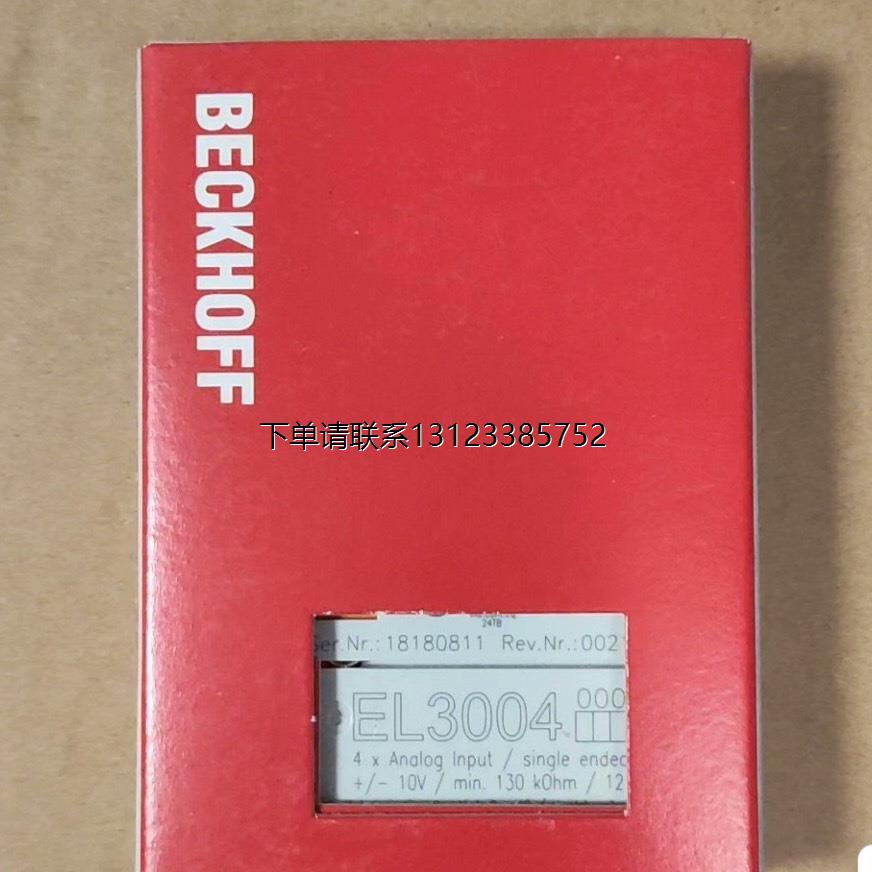 BECKHOFF
下单请联系13123385752
24TB
Ser.Nr.: 18180811 Rev.Nr.: 002
EL3004 000
4 x Analog Input / single ended
+/- 10V / min. 130 kOhm / 12